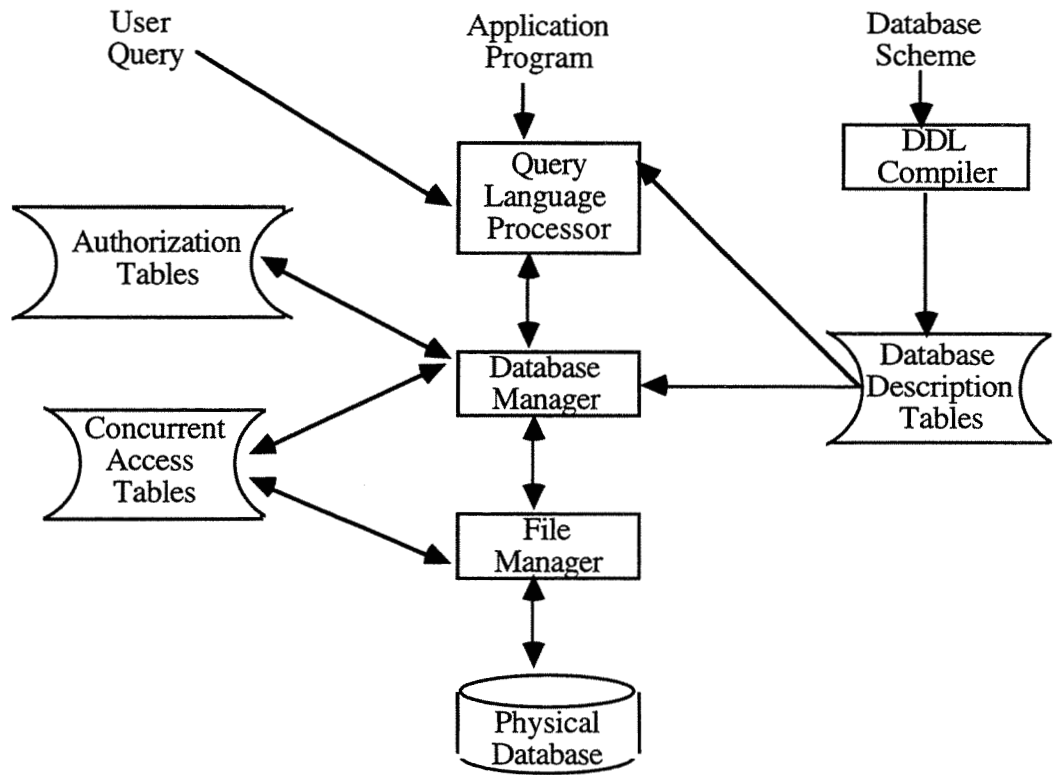 User
Query
Application
Program
Database
Scheme
DDL
Compiler
Query
Language
Processor
Authorization
Tables
Database
Manager
Database
Description
Tables
Concurrent
Access
Tables
File
Manager
Physical
Database